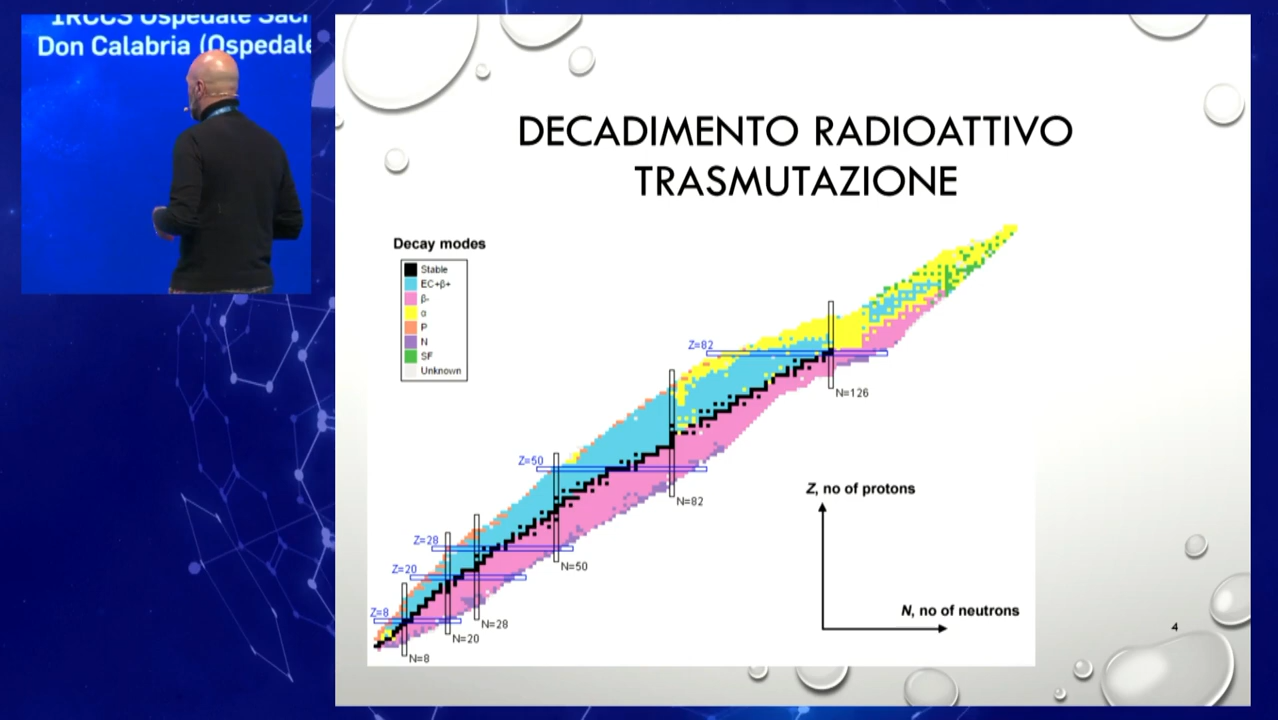 IRCCS Ospedale Sacr
Don Calabria (Ospedale
DECADIMENTO RADIOATTIVO
TRASMUTAZIONE
Decay modes
Stable
EC+β+
β-
α
P
N
SF
Unknown
Z=82
N=126
Z=50
N=82
Z=28
N=50
Z=20
N=28
Z=8
N=20
N=8
Z, no of protons
N, no of neutrons
4